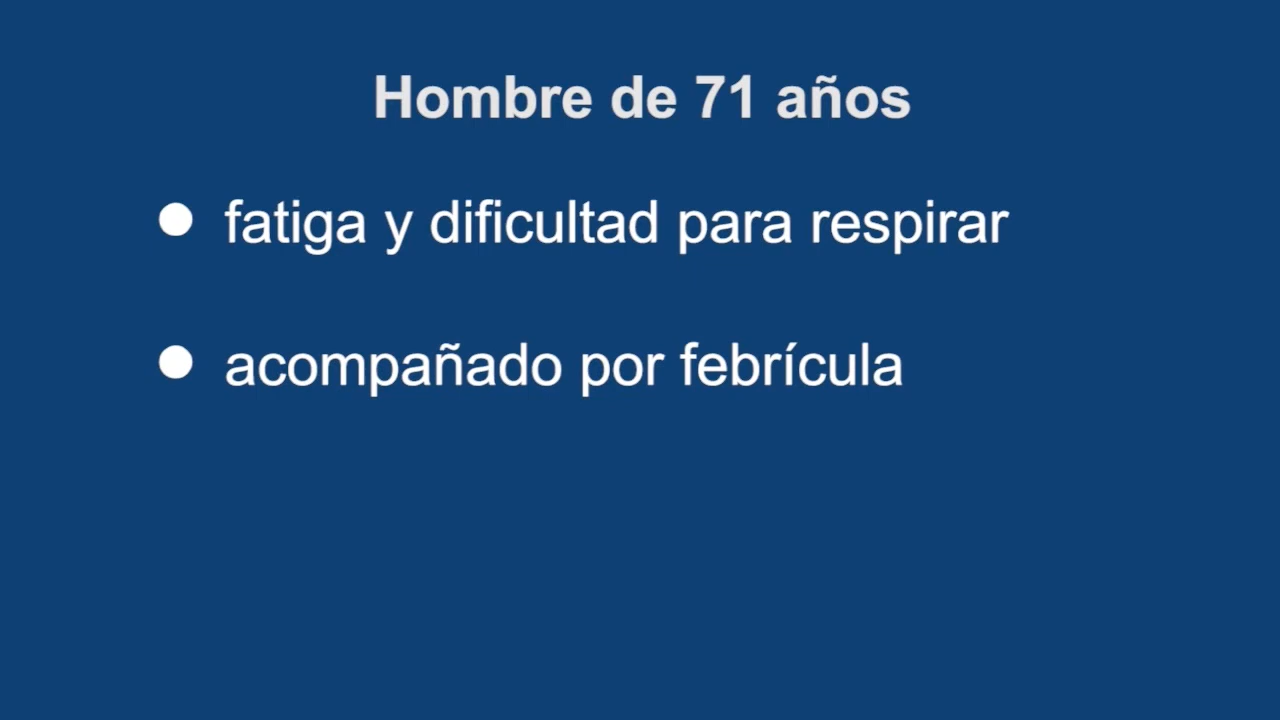 Hombre de 71 años
● fatiga y dificultad para respirar
● acompañado por febrícula